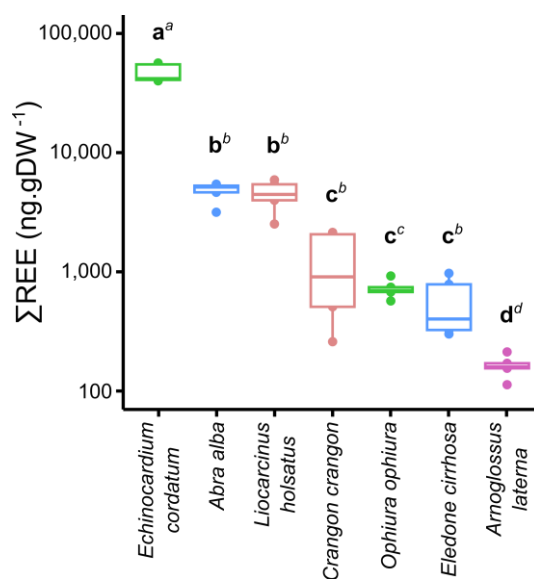 100,000
10,000
1,000
100
∑REE (ng.gDW⁻¹)
aᵃ
bᵇ
bᵇ
cᵇ
cᶜ
cᵇ
dᵈ
Echinocardium
cordatum
Abra alba
Liocarcinus
holsatus
Crangon crangon
Ophiura ophiura
Eledone cirrhosa
Arnoglossus
laterna